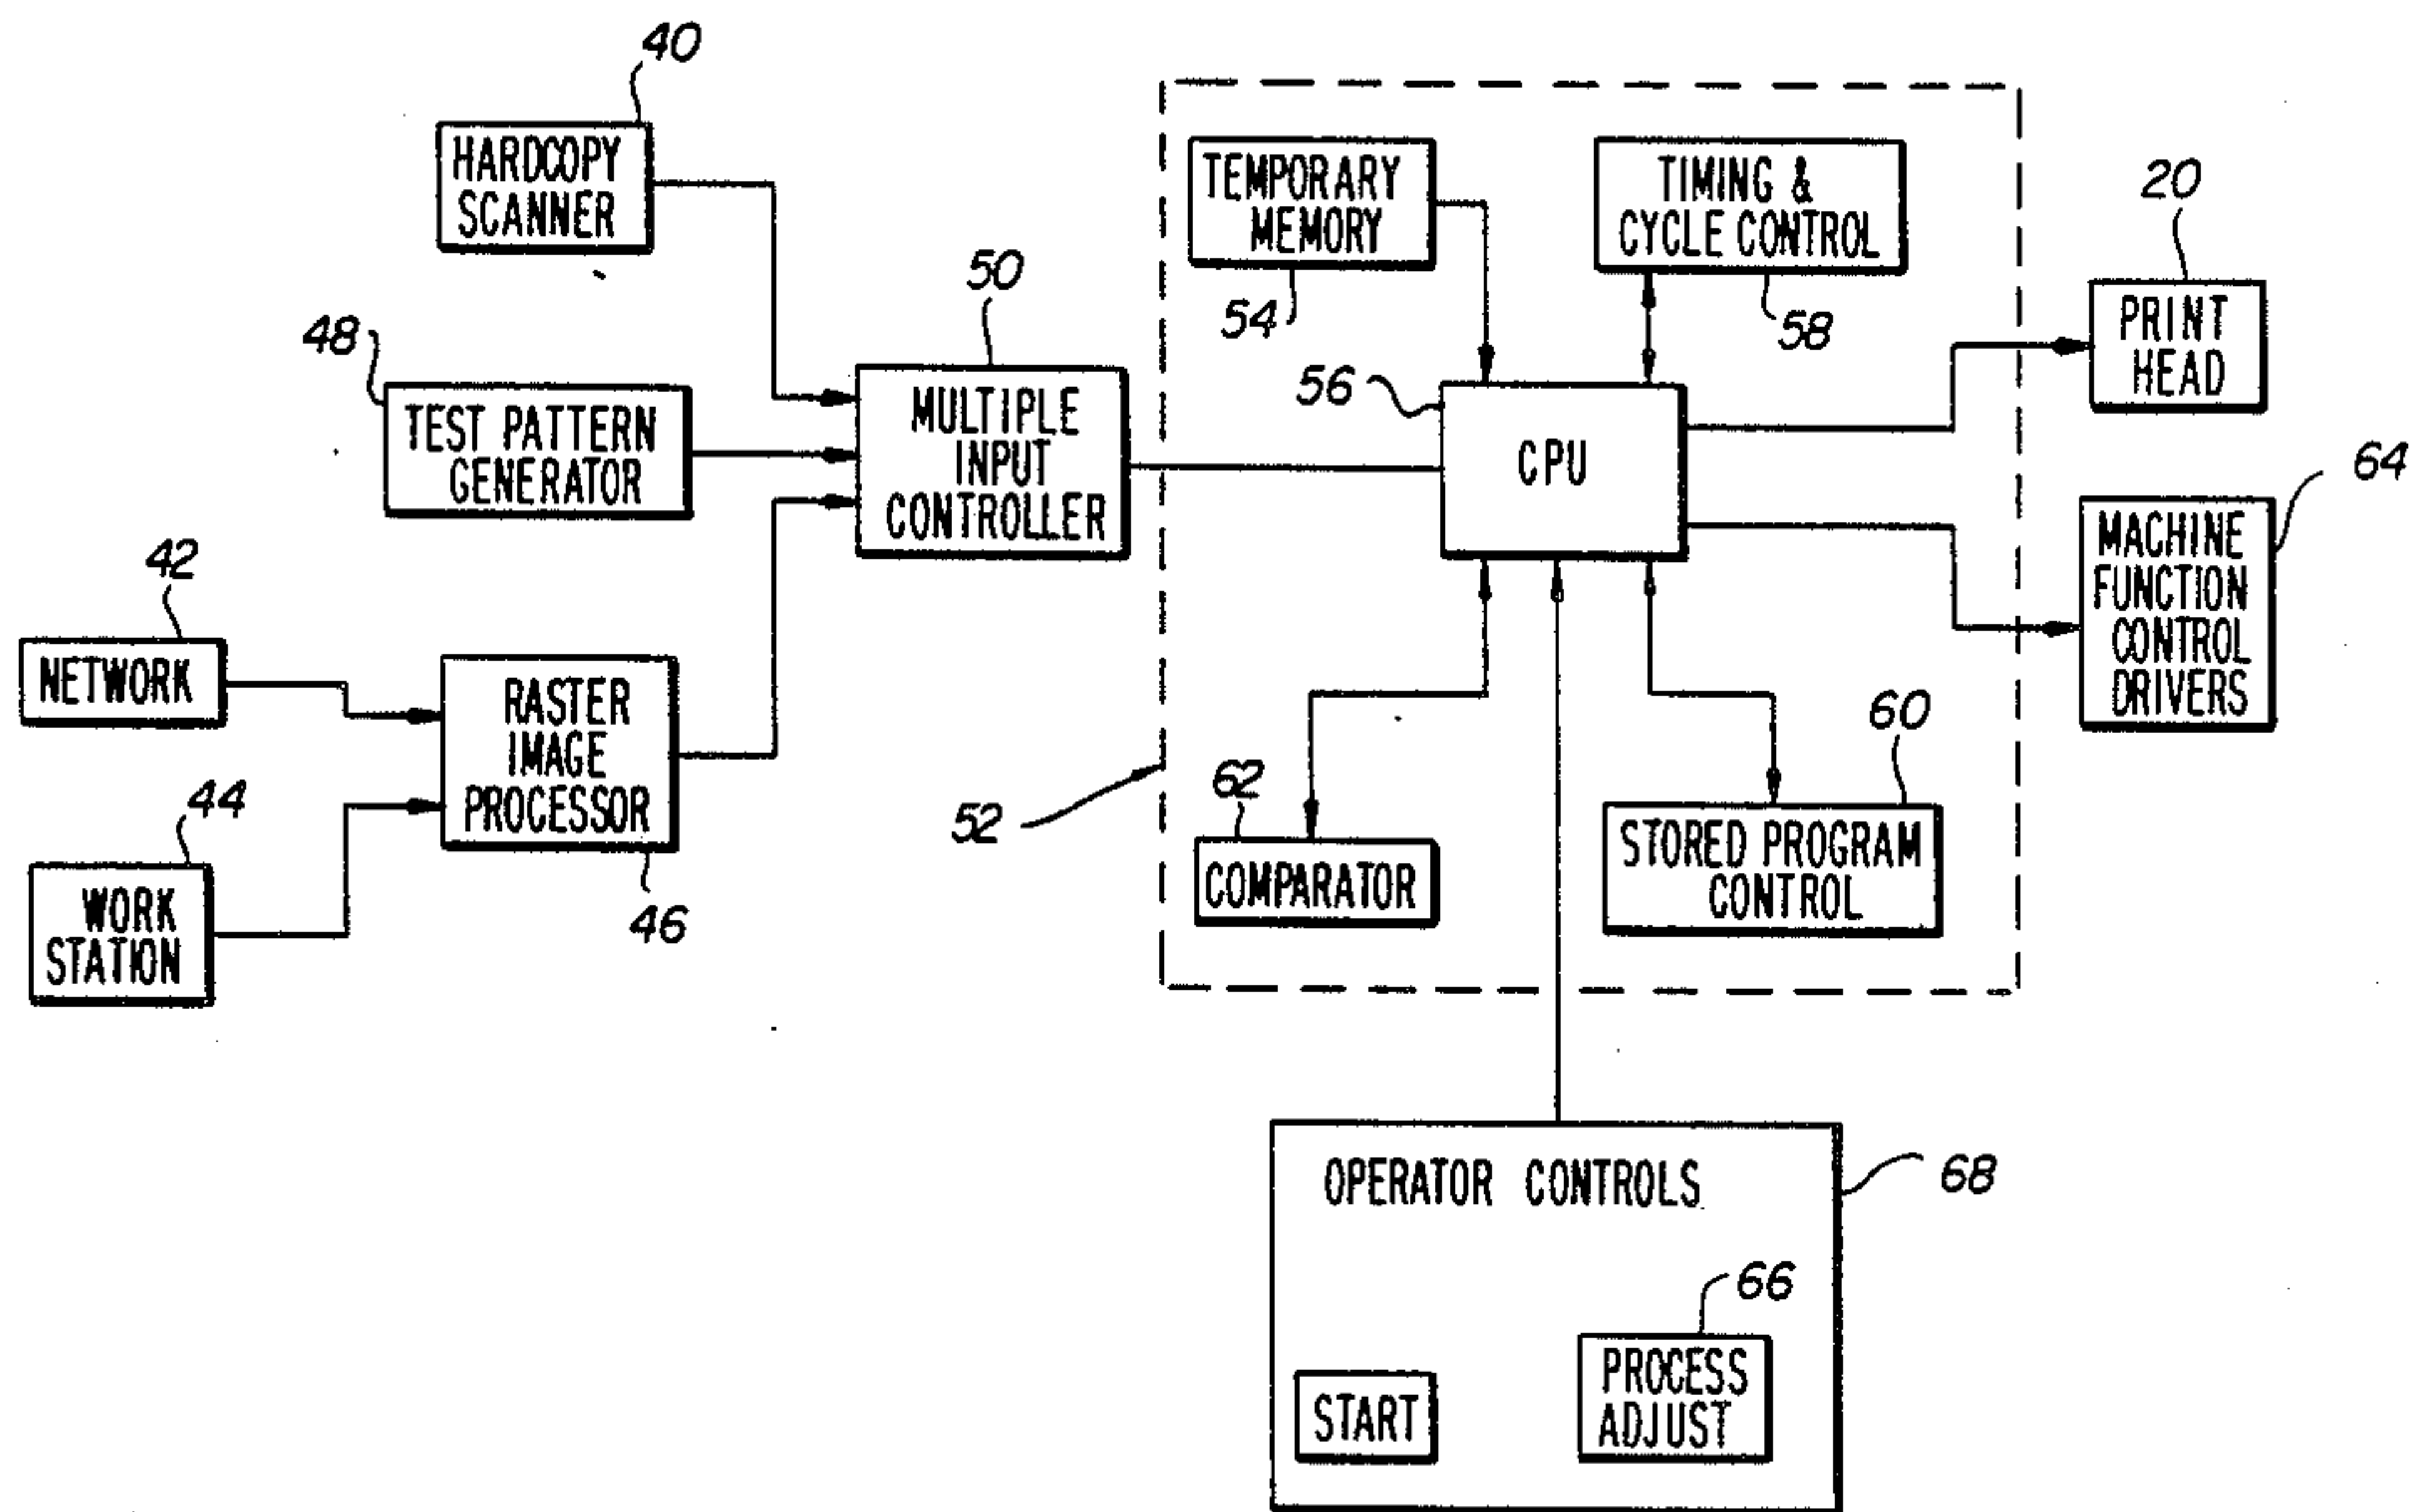 40
HARDCOPY
SCANNER
48
TEST PATTERN
GENERATOR
42
NETWORK
44
WORK
STATION
RASTER
IMAGE
PROCESSOR
46
50
MULTIPLE
INPUT
CONTROLLER
52
TEMPORARY
MEMORY
54
TIMING &
CYCLE CONTROL
58
56
CPU
62
COMPARATOR
60
STORED PROGRAM
CONTROL
20
PRINT
HEAD
64
MACHINE
FUNCTION
CONTROL
DRIVERS
OPERATOR CONTROLS
68
START
66
PROCESS
ADJUST